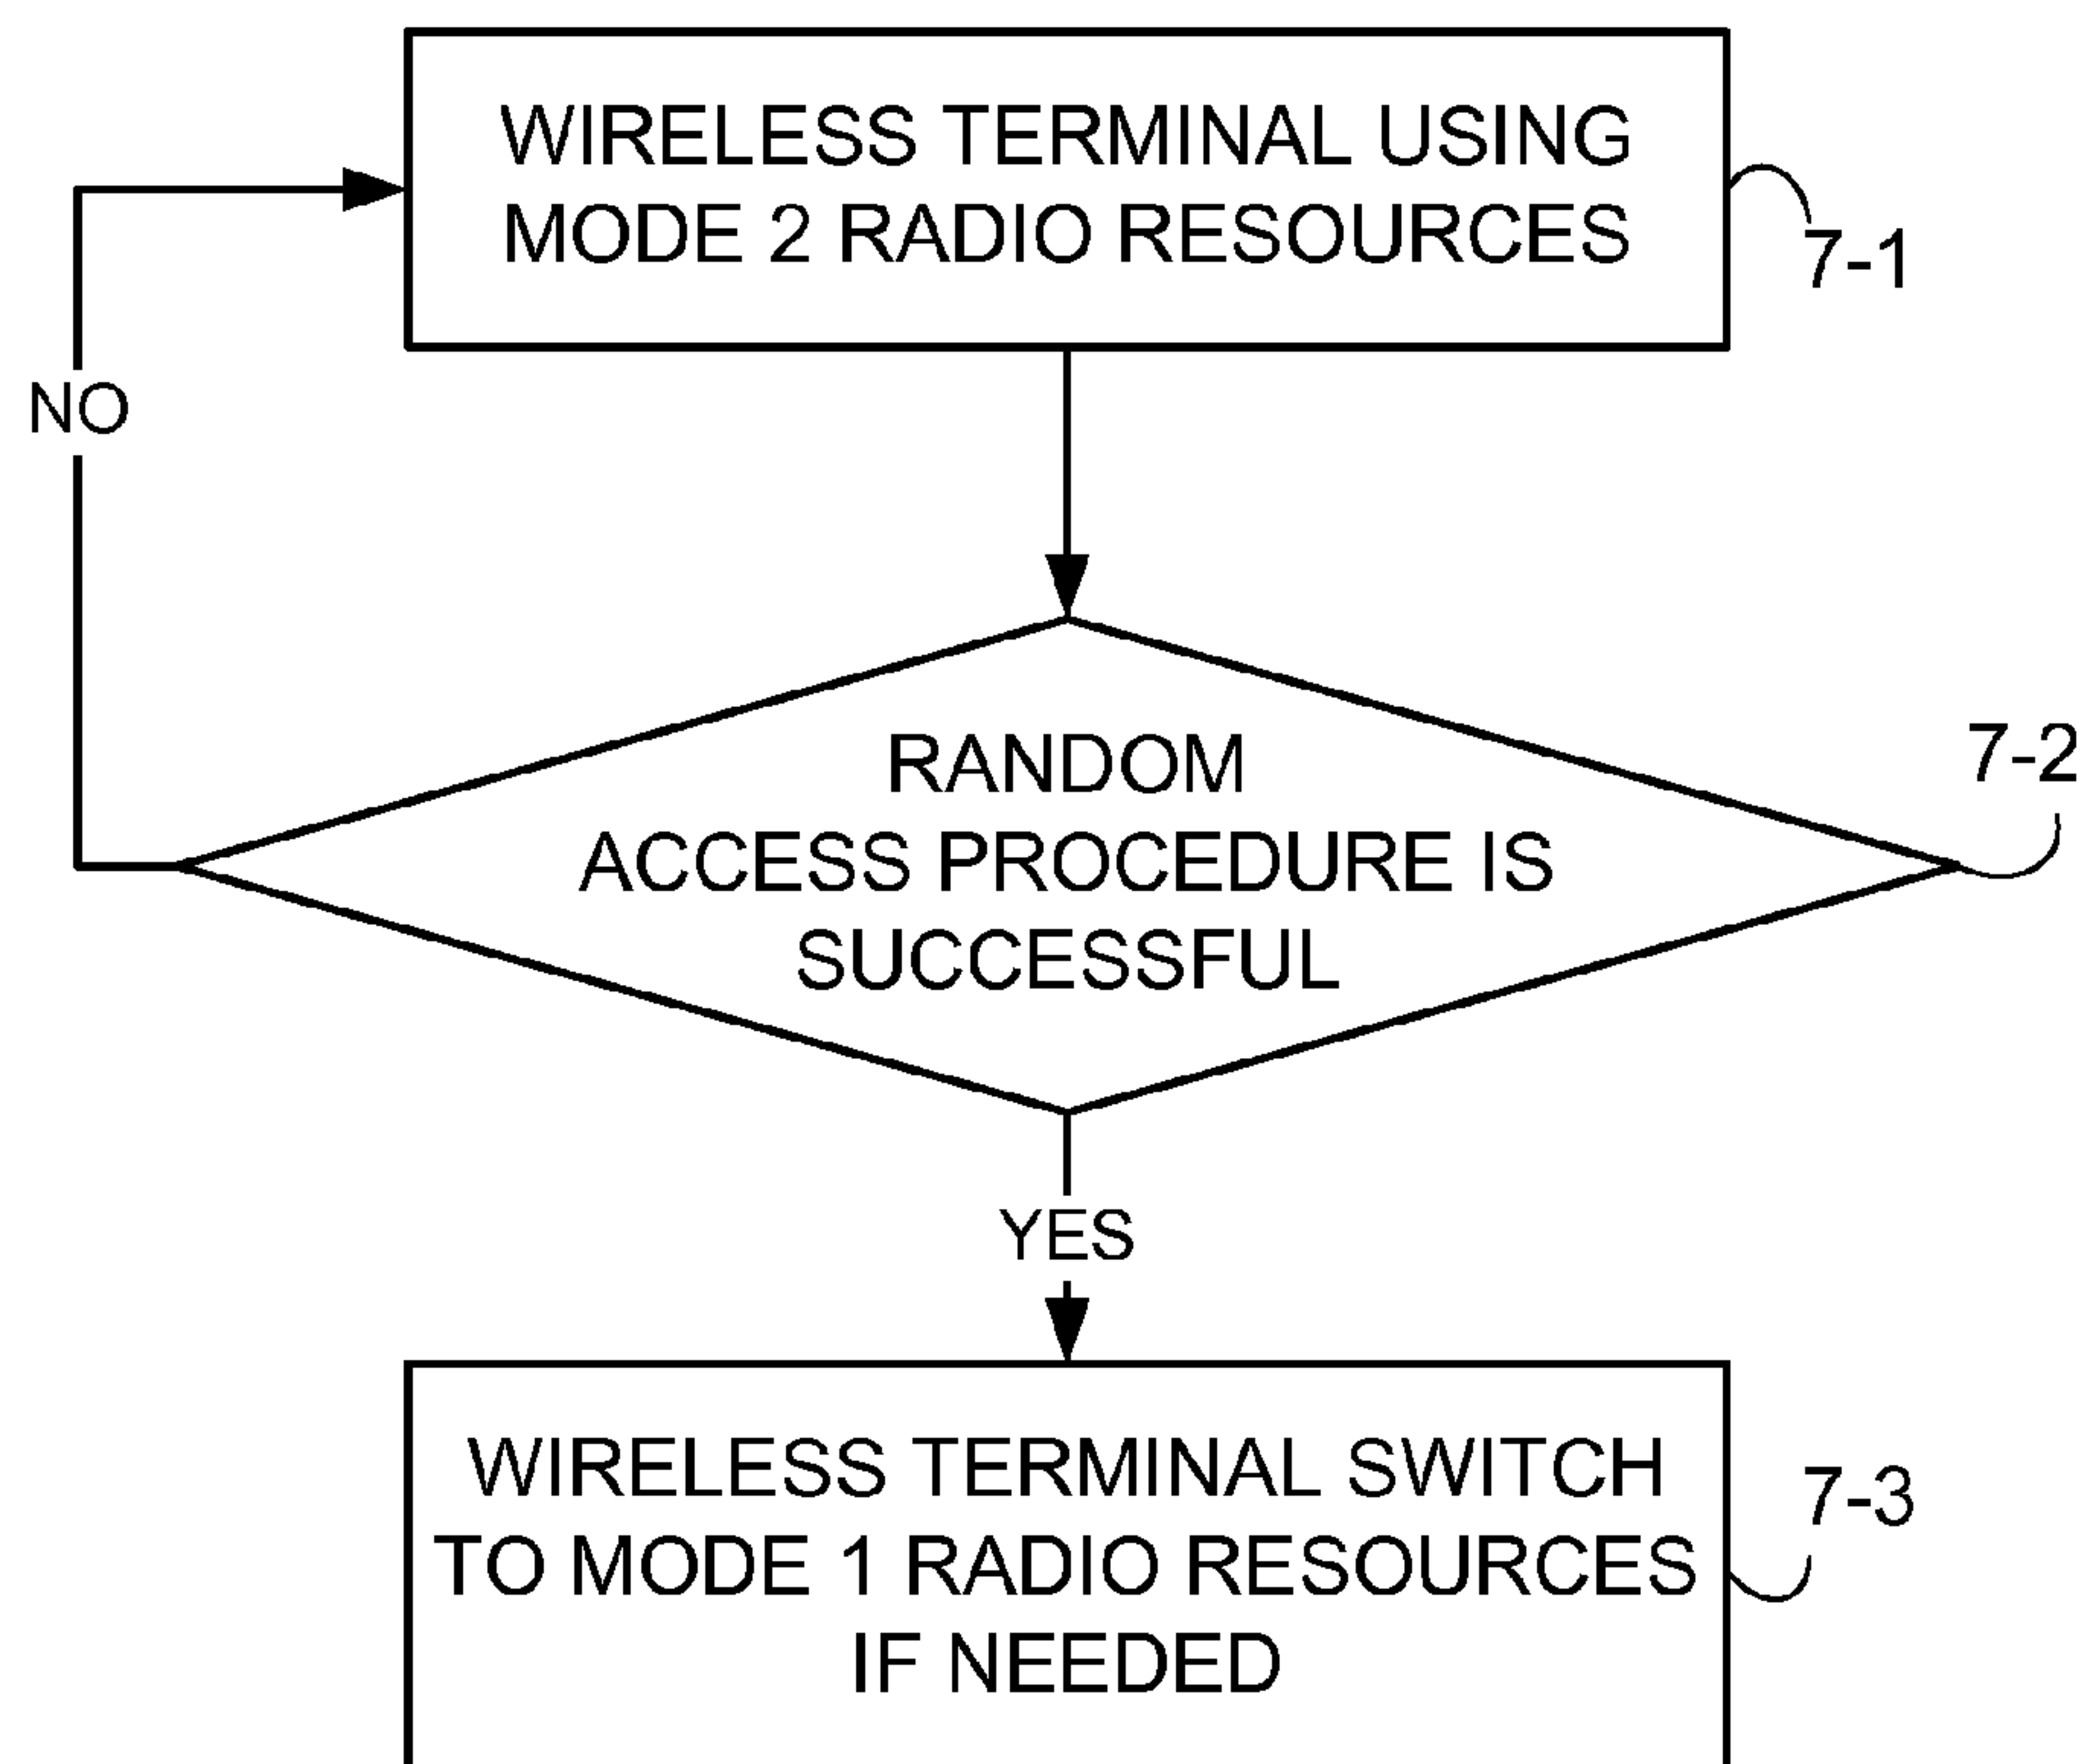 WIRELESS TERMINAL USING
MODE 2 RADIO RESOURCES
7-1
NO
RANDOM
ACCESS PROCEDURE IS
SUCCESSFUL
7-2
YES
WIRELESS TERMINAL SWITCH
TO MODE 1 RADIO RESOURCES
IF NEEDED
7-3